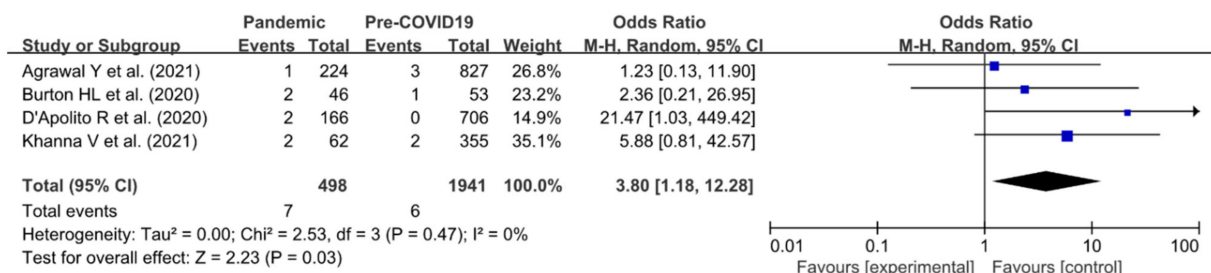 Pandemic Pre-COVID19 Odds Ratio Odds Ratio
Study or Subgroup Events Total Events Total Weight M-H, Random, 95% CI M-H, Random, 95% CI
Agrawal Y et al. (2021) 1 224 3 827 26.8% 1.23 [0.13, 11.90]
Burton HL et al. (2020) 2 46 1 53 23.2% 2.36 [0.21, 26.95]
D'Apolito R et al. (2020) 2 166 0 706 14.9% 21.47 [1.03, 449.42]
Khanna V et al. (2021) 2 62 2 355 35.1% 5.88 [0.81, 42.57]
Total (95% CI) 498 1941 100.0% 3.80 [1.18, 12.28]
Total events 7 6
Heterogeneity: Tau² = 0.00; Chi² = 2.53, df = 3 (P = 0.47); I² = 0%
Test for overall effect: Z = 2.23 (P = 0.03)
0.01 0.1 1 10 100
Favours [experimental] Favours [control]